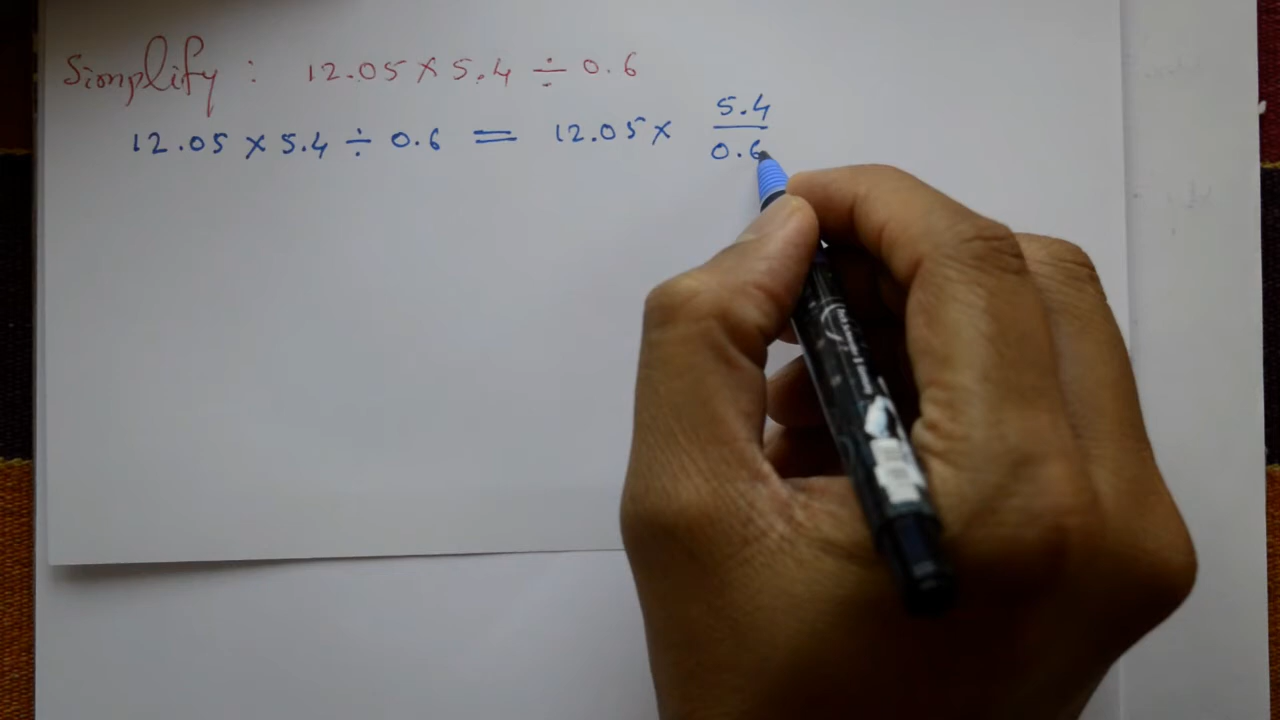 Simplify : 12.05 × 5.4 ÷ 0.6
12.05 × 5.4 ÷ 0.6 = 12.05 × 5.4/0.6